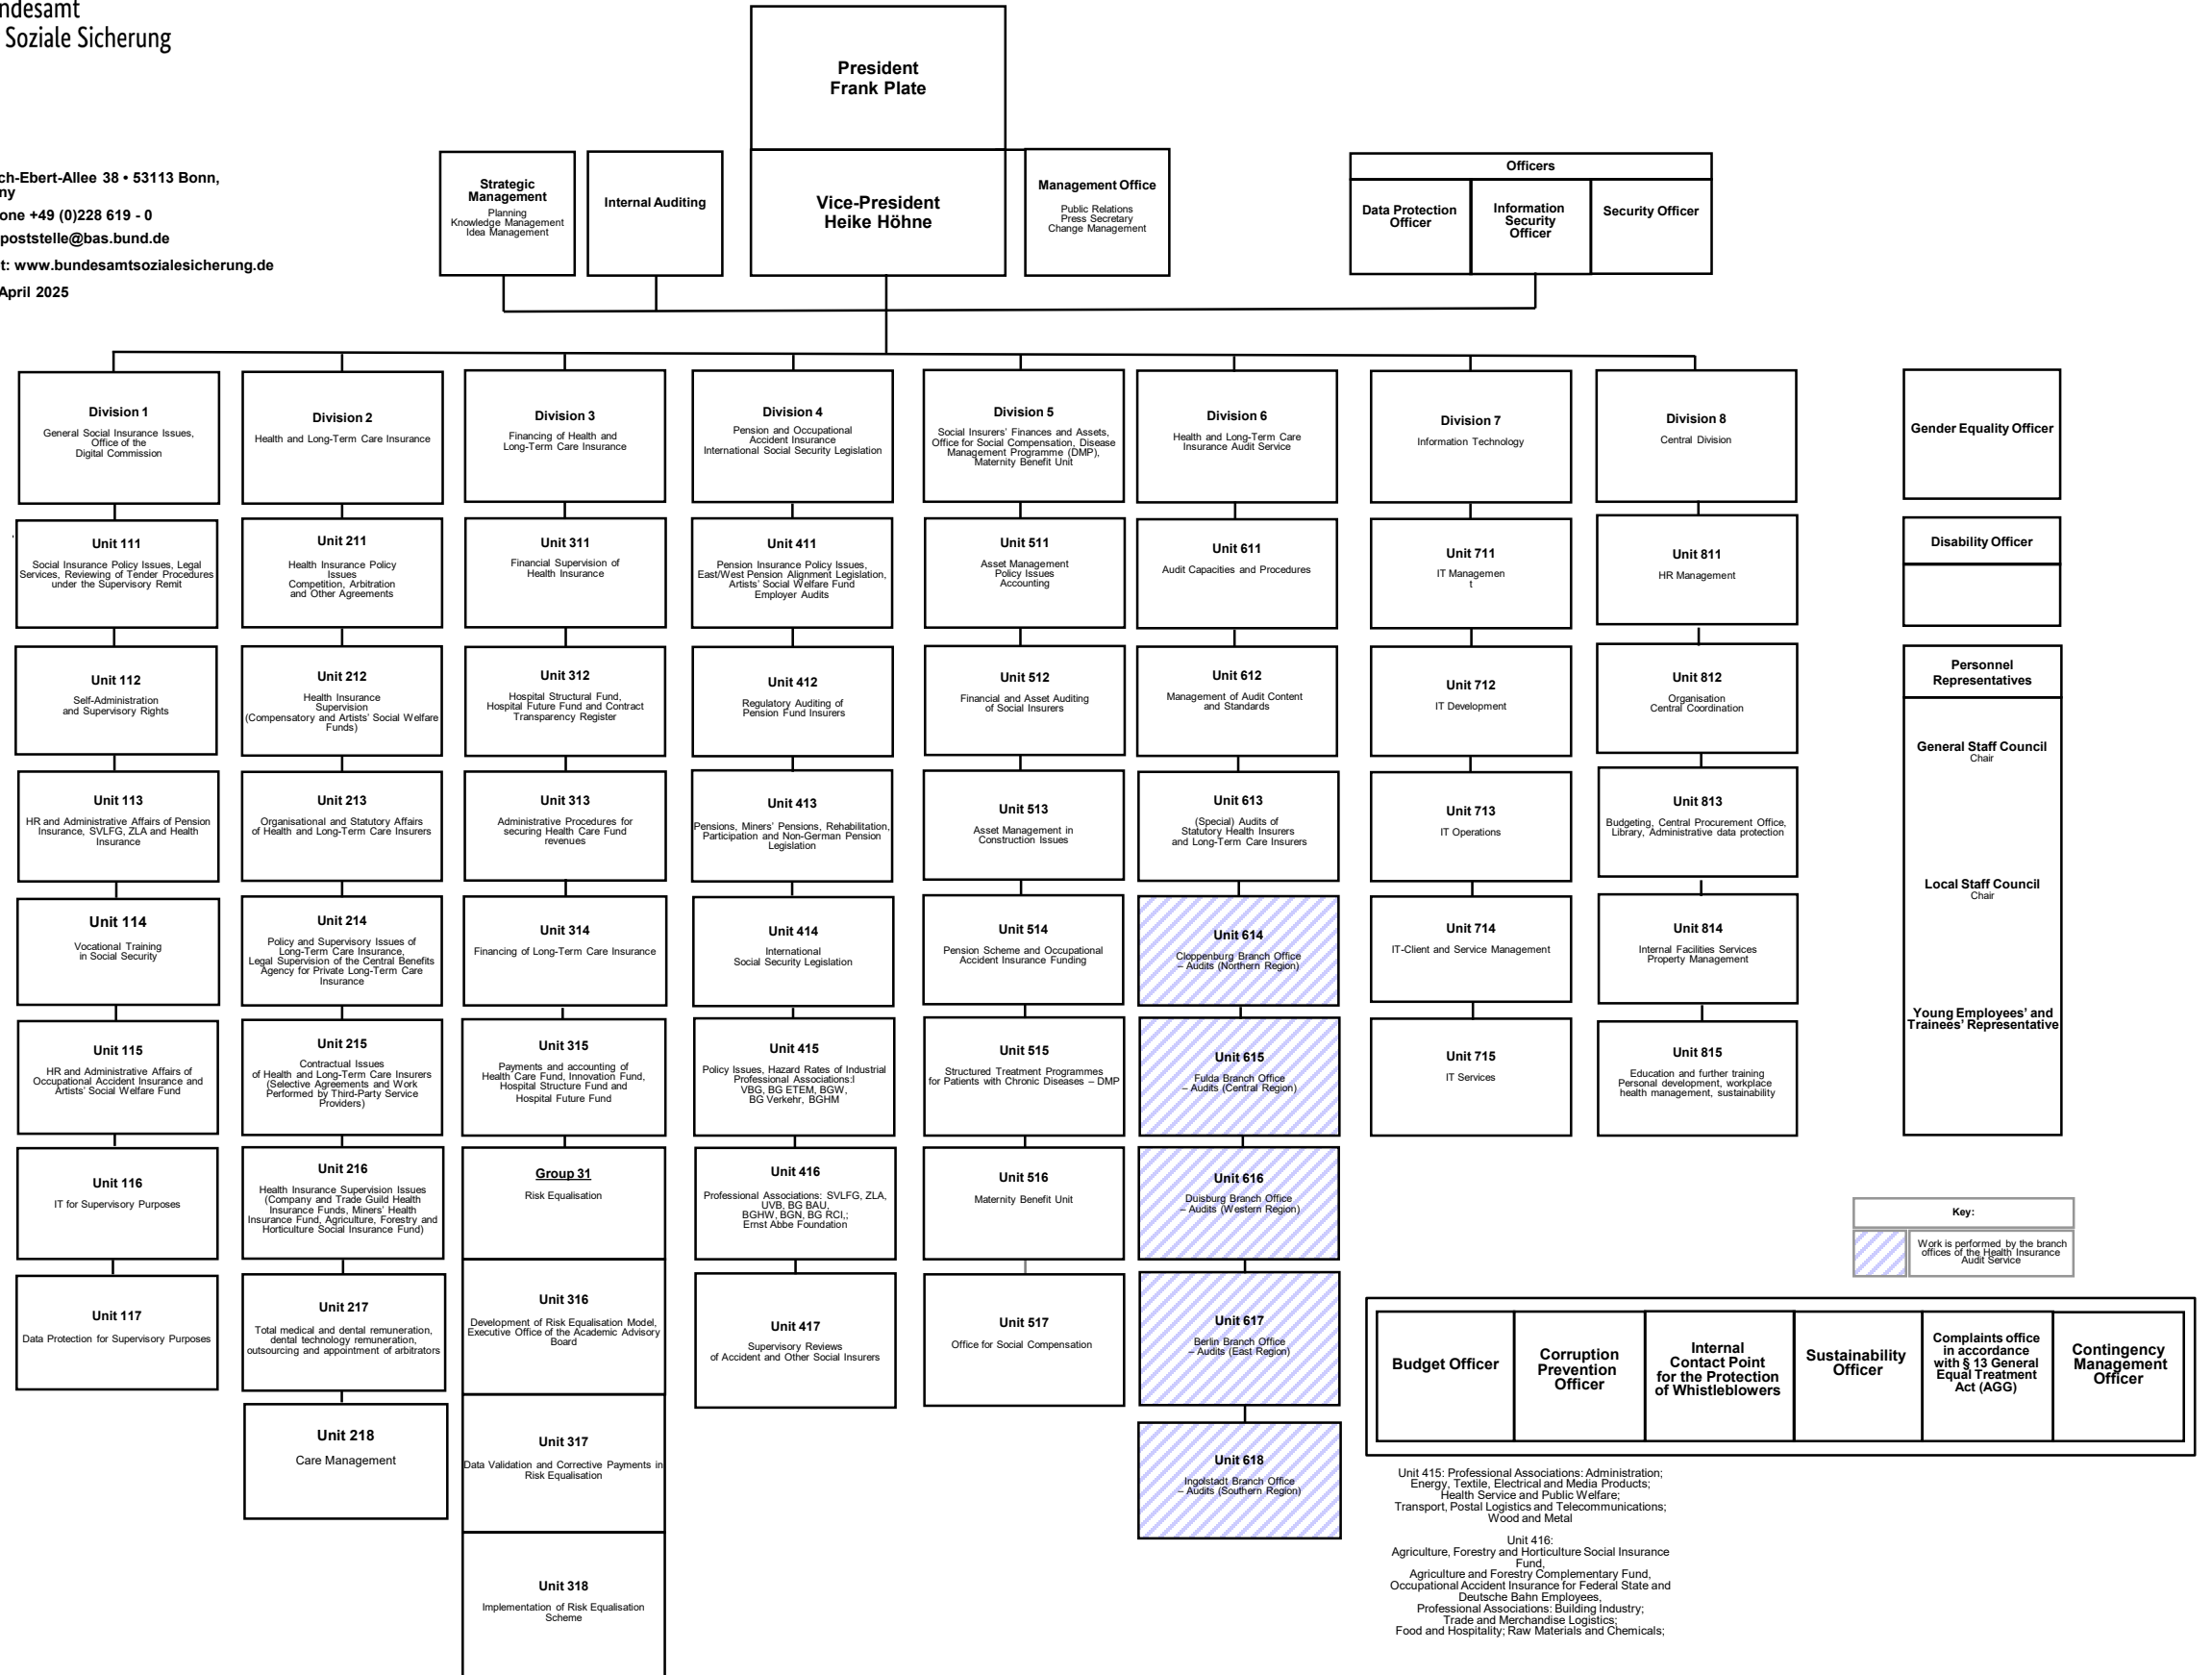 ndesamt
Soziale Sicherung
ch-Ebert-Allee 38 • 53113 Bonn,
ny
one +49 (0)228 619 - 0
poststelle@bas.bund.de
t: www.bundesamtsozialesicherung.de
April 2025
President
Frank Plate
Vice-President
Heike Höhne
Strategic
Management
Planning
Knowledge Management
Idea Management
Internal Auditing
Management Office
Public Relations
Press Secretary
Change Management
Officers
Data Protection
Officer
Information
Security
Officer
Security Officer
Division 1
General Social Insurance Issues,
Office of the
Digital Commission
Unit 111
Social Insurance Policy Issues, Legal
Services, Reviewing of Tender Procedures
under the Supervisory Remit
Unit 112
Self-Administration
and Supervisory Rights
Unit 113
HR and Administrative Affairs of Pension
Insurance, SVLFG, ZLA and Health
Insurance
Unit 114
Vocational Training
in Social Security
Unit 115
HR and Administrative Affairs of
Occupational Accident Insurance and
Artists' Social Welfare Fund
Unit 116
IT for Supervisory Purposes
Unit 117
Data Protection for Supervisory Purposes
Division 2
Health and Long-Term Care Insurance
Unit 211
Health Insurance Policy
Issues
Competition, Arbitration
and Other Agreements
Unit 212
Health Insurance
Supervision
(Compensatory and Artists' Social Welfare
Funds)
Unit 213
Organisational and Statutory Affairs
of Health and Long-Term Care Insurers
Unit 214
Policy and Supervisory Issues of
Long-Term Care Insurance,
Legal Supervision of the Central Benefits
Agency for Private Long-Term Care
Insurance
Unit 215
Contractual Issues
of Health and Long-Term Care Insurers
(Selective Agreements and Work
Performed by Third-Party Service
Providers)
Unit 216
Health Insurance Supervision Issues
(Company and Trade Guild Health
Insurance Funds, Miners' Health
Insurance Fund, Agriculture, Forestry and
Horticulture Social Insurance Fund)
Unit 217
Total medical and dental remuneration,
dental technology remuneration,
outsourcing and appointment of arbitrators
Unit 218
Care Management
Division 3
Financing of Health and
Long-Term Care Insurance
Unit 311
Financial Supervision of
Health Insurance
Unit 312
Hospital Structural Fund,
Hospital Future Fund and Contract
Transparency Register
Unit 313
Administrative Procedures for
securing Health Care Fund
revenues
Unit 314
Financing of Long-Term Care Insurance
Unit 315
Payments and accounting of
Health Care Fund, Innovation Fund,
Hospital Structure Fund and
Hospital Future Fund
Group 31
Risk Equalisation
Unit 316
Development of Risk Equalisation Model,
Executive Office of the Academic Advisory
Board
Unit 317
Data Validation and Corrective Payments in
Risk Equalisation
Unit 318
Implementation of Risk Equalisation
Scheme
Division 4
Pension and Occupational
Accident Insurance
International Social Security Legislation
Unit 411
Pension Insurance Policy Issues,
East/West Pension Alignment Legislation,
Artists' Social Welfare Fund
Employer Audits
Unit 412
Regulatory Auditing of
Pension Fund Insurers
Unit 413
Pensions, Miners' Pensions, Rehabilitation,
Participation and Non-German Pension
Legislation
Unit 414
International
Social Security Legislation
Unit 415
Policy Issues, Hazard Rates of Industrial
Professional Associations:l
VBG, BG ETEM, BGW,
BG Verkehr, BGHM
Unit 416
Professional Associations: SVLFG, ZLA,
UVB, BG BAU,
BGHW, BGN, BG RCI,;
Ernst Abbe Foundation
Unit 417
Supervisory Reviews
of Accident and Other Social Insurers
Division 5
Social Insurers' Finances and Assets,
Office for Social Compensation, Disease
Management Programme (DMP),
Maternity Benefit Unit
Unit 511
Asset Management
Policy Issues
Accounting
Unit 512
Financial and Asset Auditing
of Social Insurers
Unit 513
Asset Management in
Construction Issues
Unit 514
Pension Scheme and Occupational
Accident Insurance Funding
Unit 515
Structured Treatment Programmes
for Patients with Chronic Diseases – DMP
Unit 516
Maternity Benefit Unit
Unit 517
Office for Social Compensation
Division 6
Health and Long-Term Care
Insurance Audit Service
Unit 611
Audit Capacities and Procedures
Unit 612
Management of Audit Content
and Standards
Unit 613
(Special) Audits of
Statutory Health Insurers
and Long-Term Care Insurers
Unit 614
Cloppenburg Branch Office
– Audits (Northern Region)
Unit 615
Fulda Branch Office
– Audits (Central Region)
Unit 616
Duisburg Branch Office
– Audits (Western Region)
Unit 617
Berlin Branch Office
– Audits (East Region)
Unit 618
Ingolstadt Branch Office
– Audits (Southern Region)
Division 7
Information Technology
Unit 711
IT Managemen
t
Unit 712
IT Development
Unit 713
IT Operations
Unit 714
IT-Client and Service Management
Unit 715
IT Services
Division 8
Central Division
Unit 811
HR Management
Unit 812
Organisation
Central Coordination
Unit 813
Budgeting, Central Procurement Office,
Library, Administrative data protection
Unit 814
Internal Facilities Services
Property Management
Unit 815
Education and further training
Personal development, workplace
health management, sustainability
Gender Equality Officer
Disability Officer
Personnel
Representatives
General Staff Council
Chair
Local Staff Council
Chair
Young Employees' and
Trainees' Representative
Key:
Work is performed by the branch
offices of the Health Insurance
Audit Service
Budget Officer
Corruption
Prevention
Officer
Internal
Contact Point
for the Protection
of Whistleblowers
Sustainability
Officer
Complaints office
in accordance
with § 13 General
Equal Treatment
Act (AGG)
Contingency
Management
Officer
Unit 415: Professional Associations: Administration;
Energy, Textile, Electrical and Media Products;
Health Service and Public Welfare;
Transport, Postal Logistics and Telecommunications;
Wood and Metal
Unit 416:
Agriculture, Forestry and Horticulture Social Insurance
Fund,
Agriculture and Forestry Complementary Fund,
Occupational Accident Insurance for Federal State and
Deutsche Bahn Employees,
Professional Associations: Building Industry;
Trade and Merchandise Logistics;
Food and Hospitality; Raw Materials and Chemicals;